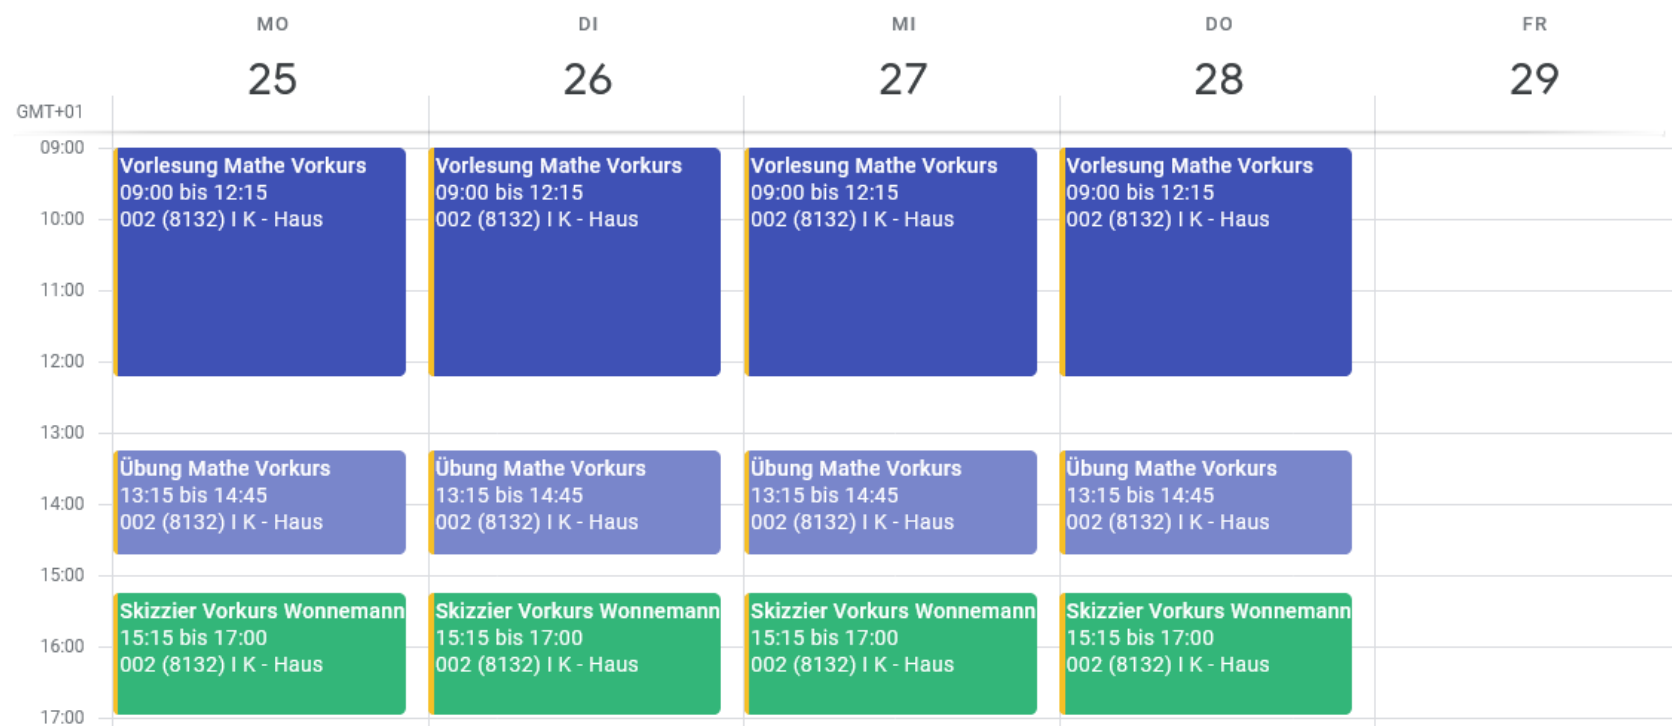 MO
DI
MI
DO
FR
25
26
27
28
29
GMT+01
09:00
10:00
11:00
12:00
13:00
14:00
15:00
16:00
17:00
Vorlesung Mathe Vorkurs
09:00 bis 12:15
002 (8132) I K - Haus
Übung Mathe Vorkurs
13:15 bis 14:45
002 (8132) I K - Haus
Skizzier Vorkurs Wonnemann
15:15 bis 17:00
002 (8132) I K - Haus
Vorlesung Mathe Vorkurs
09:00 bis 12:15
002 (8132) I K - Haus
Übung Mathe Vorkurs
13:15 bis 14:45
002 (8132) I K - Haus
Skizzier Vorkurs Wonnemann
15:15 bis 17:00
002 (8132) I K - Haus
Vorlesung Mathe Vorkurs
09:00 bis 12:15
002 (8132) I K - Haus
Übung Mathe Vorkurs
13:15 bis 14:45
002 (8132) I K - Haus
Skizzier Vorkurs Wonnemann
15:15 bis 17:00
002 (8132) I K - Haus
Vorlesung Mathe Vorkurs
09:00 bis 12:15
002 (8132) I K - Haus
Übung Mathe Vorkurs
13:15 bis 14:45
002 (8132) I K - Haus
Skizzier Vorkurs Wonnemann
15:15 bis 17:00
002 (8132) I K - Haus